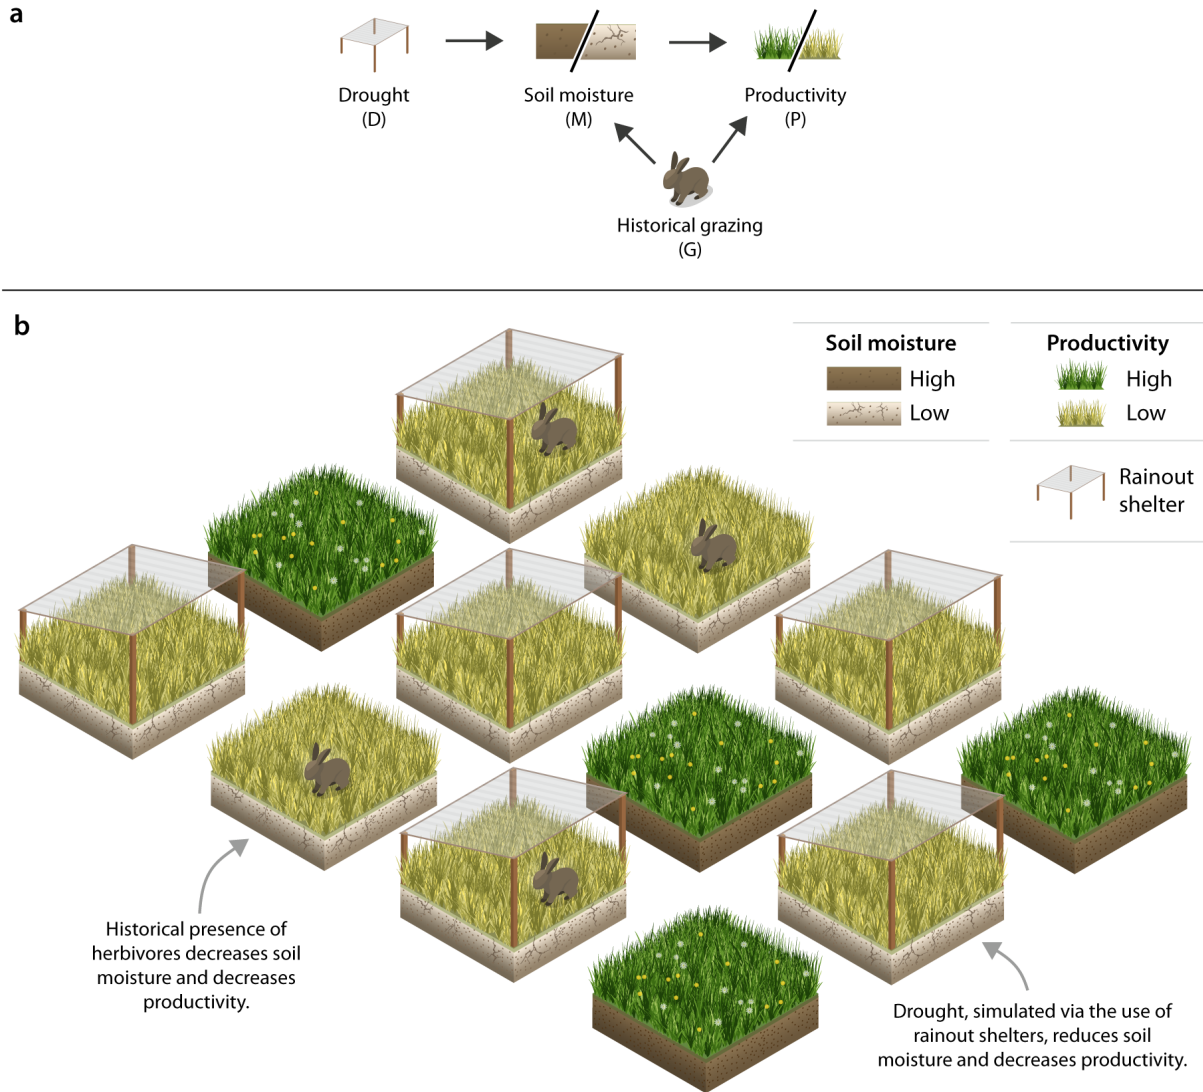 a
Drought
(D)
Soil moisture
(M)
Productivity
(P)
Historical grazing
(G)
b
Soil moisture
High
Low
Productivity
High
Low
Rainout
shelter
Historical presence of
herbivores decreases soil
moisture and decreases
productivity.
Drought, simulated via the use of
rainout shelters, reduces soil
moisture and decreases productivity.